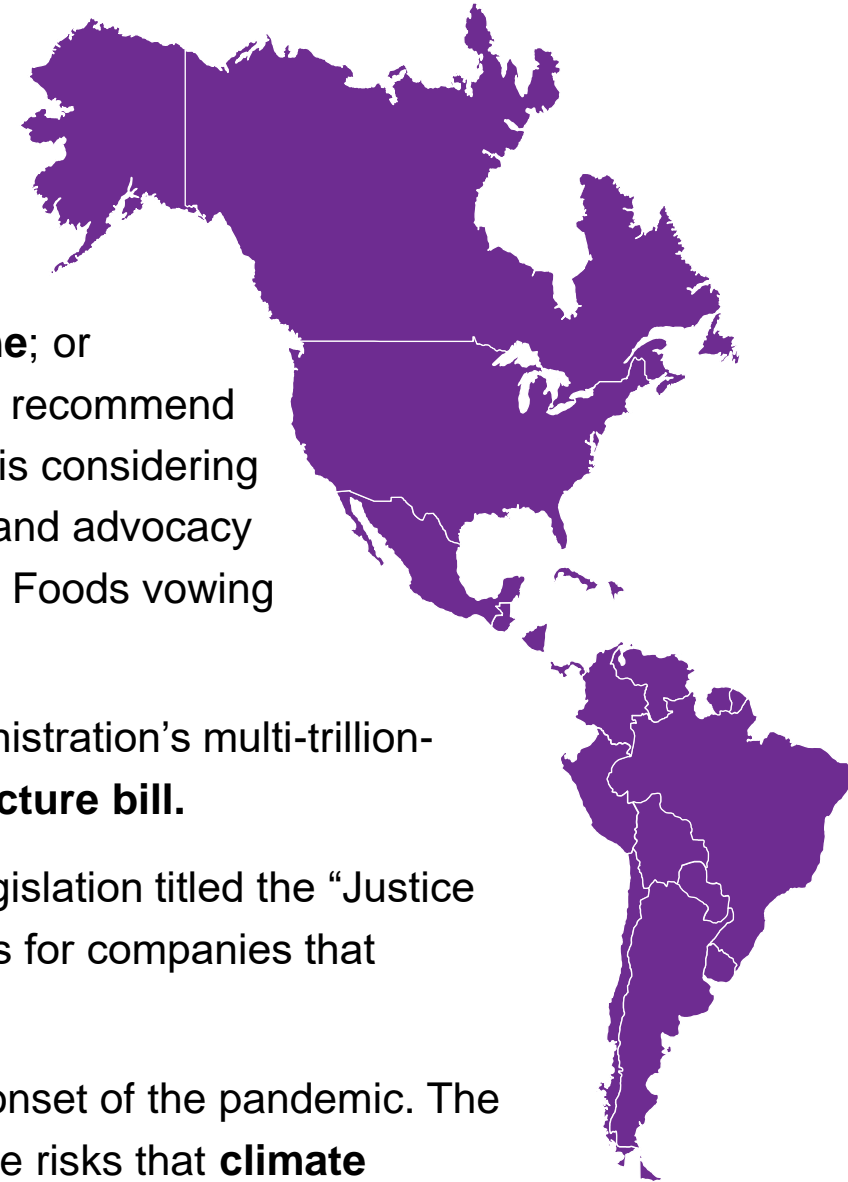 ne; or
recommend
is considering
and advocacy
Foods vowing
nistration’s multi-trillion-
cture bill.
gislation titled the “Justice
s for companies that
onset of the pandemic. The
e risks that climate